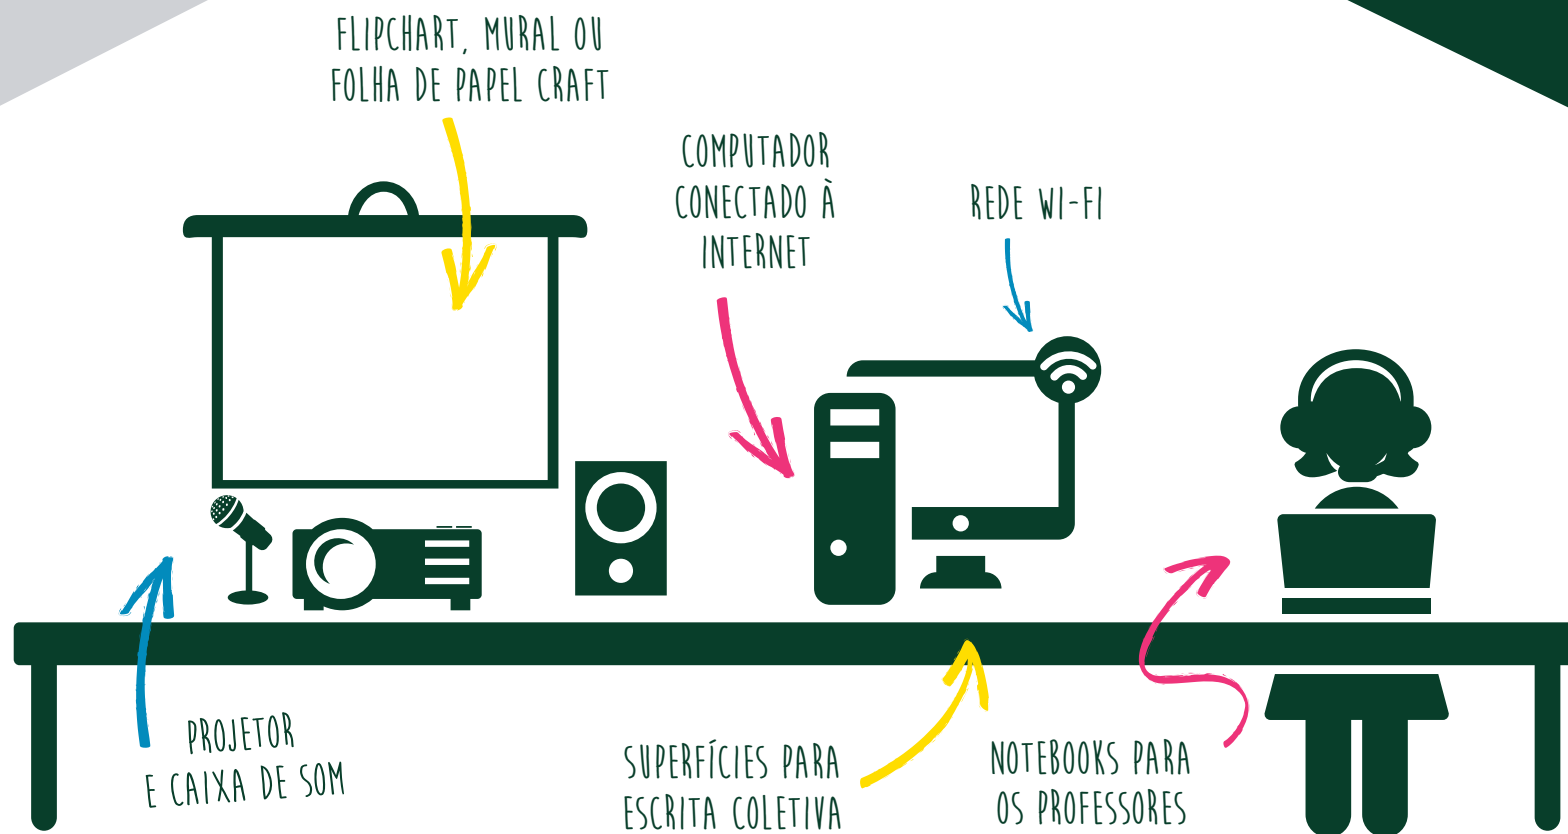 FLIPCHART, MURAL OU
FOLHA DE PAPEL CRAFT
COMPUTADOR
CONECTADO À
INTERNET
REDE WI-FI
PROJETOR
E CAIXA DE SOM
SUPERFÍCIES PARA
ESCRITA COLETIVA
NOTEBOOKS PARA
OS PROFESSORES